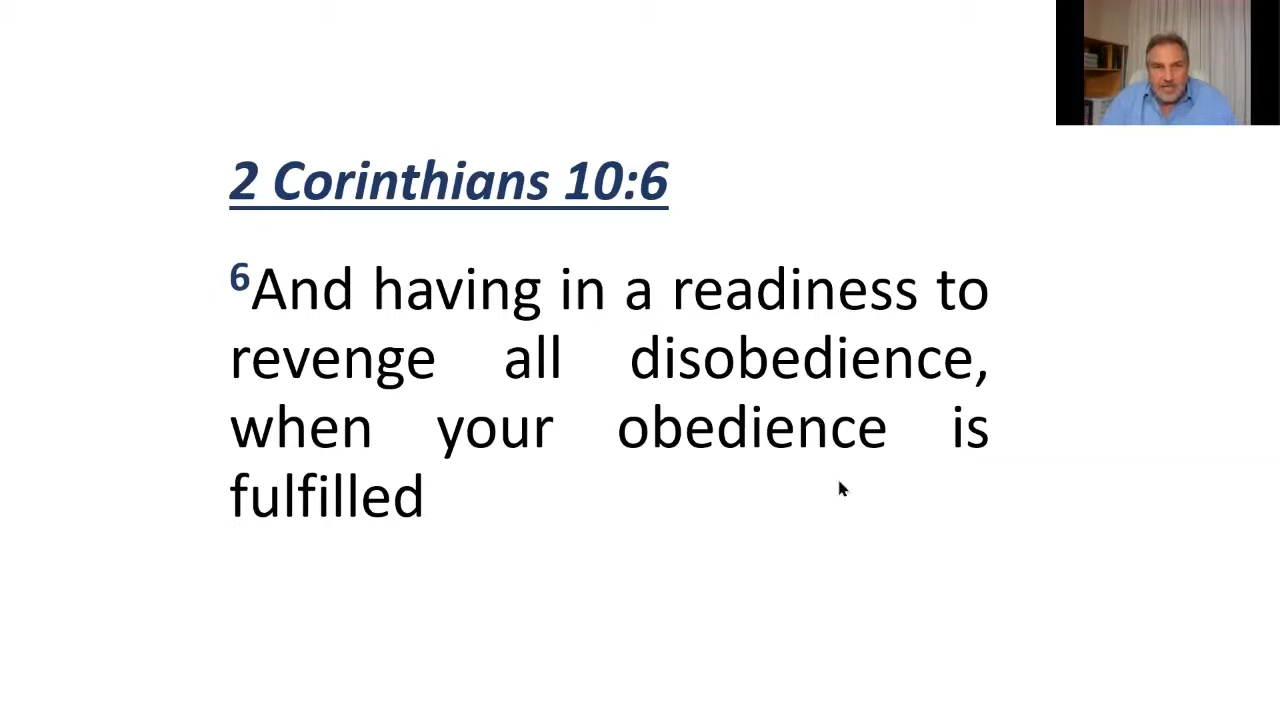 2 Corinthians 10:6
6And having in a readiness to
revenge all disobedience,
when your obedience is
fulfilled